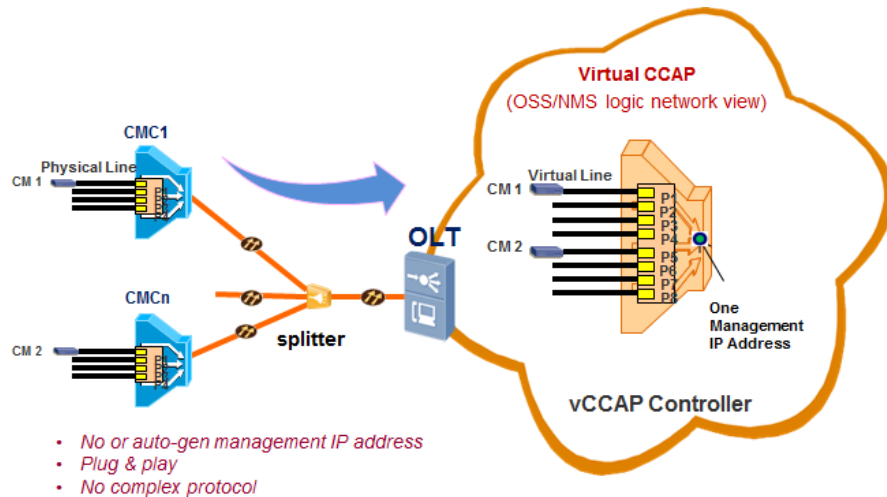 Virtual CCAP
(OSS/NMS logic network view)
CMC1
Physical Line
CM 1
CM 1
Virtual Line
P1
P2
P3
P4
P5
P6
P7
P8
CM 2
OLT
CMCn
splitter
CM 2
One
Management
IP Address
vCCAP Controller
• No or auto-gen management IP address
• Plug & play
• No complex protocol